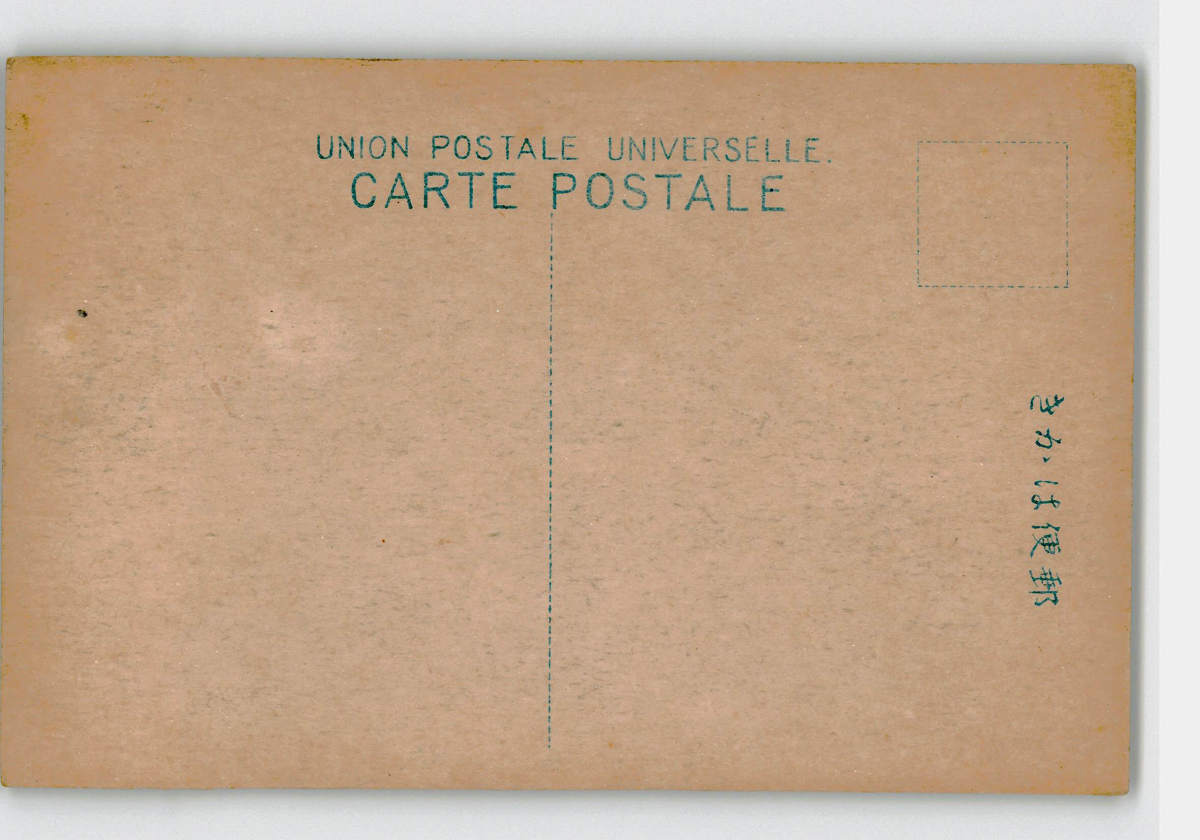 UNION POSTALE UNIVERSELLE.
CARTE POSTALE
郵便はかき